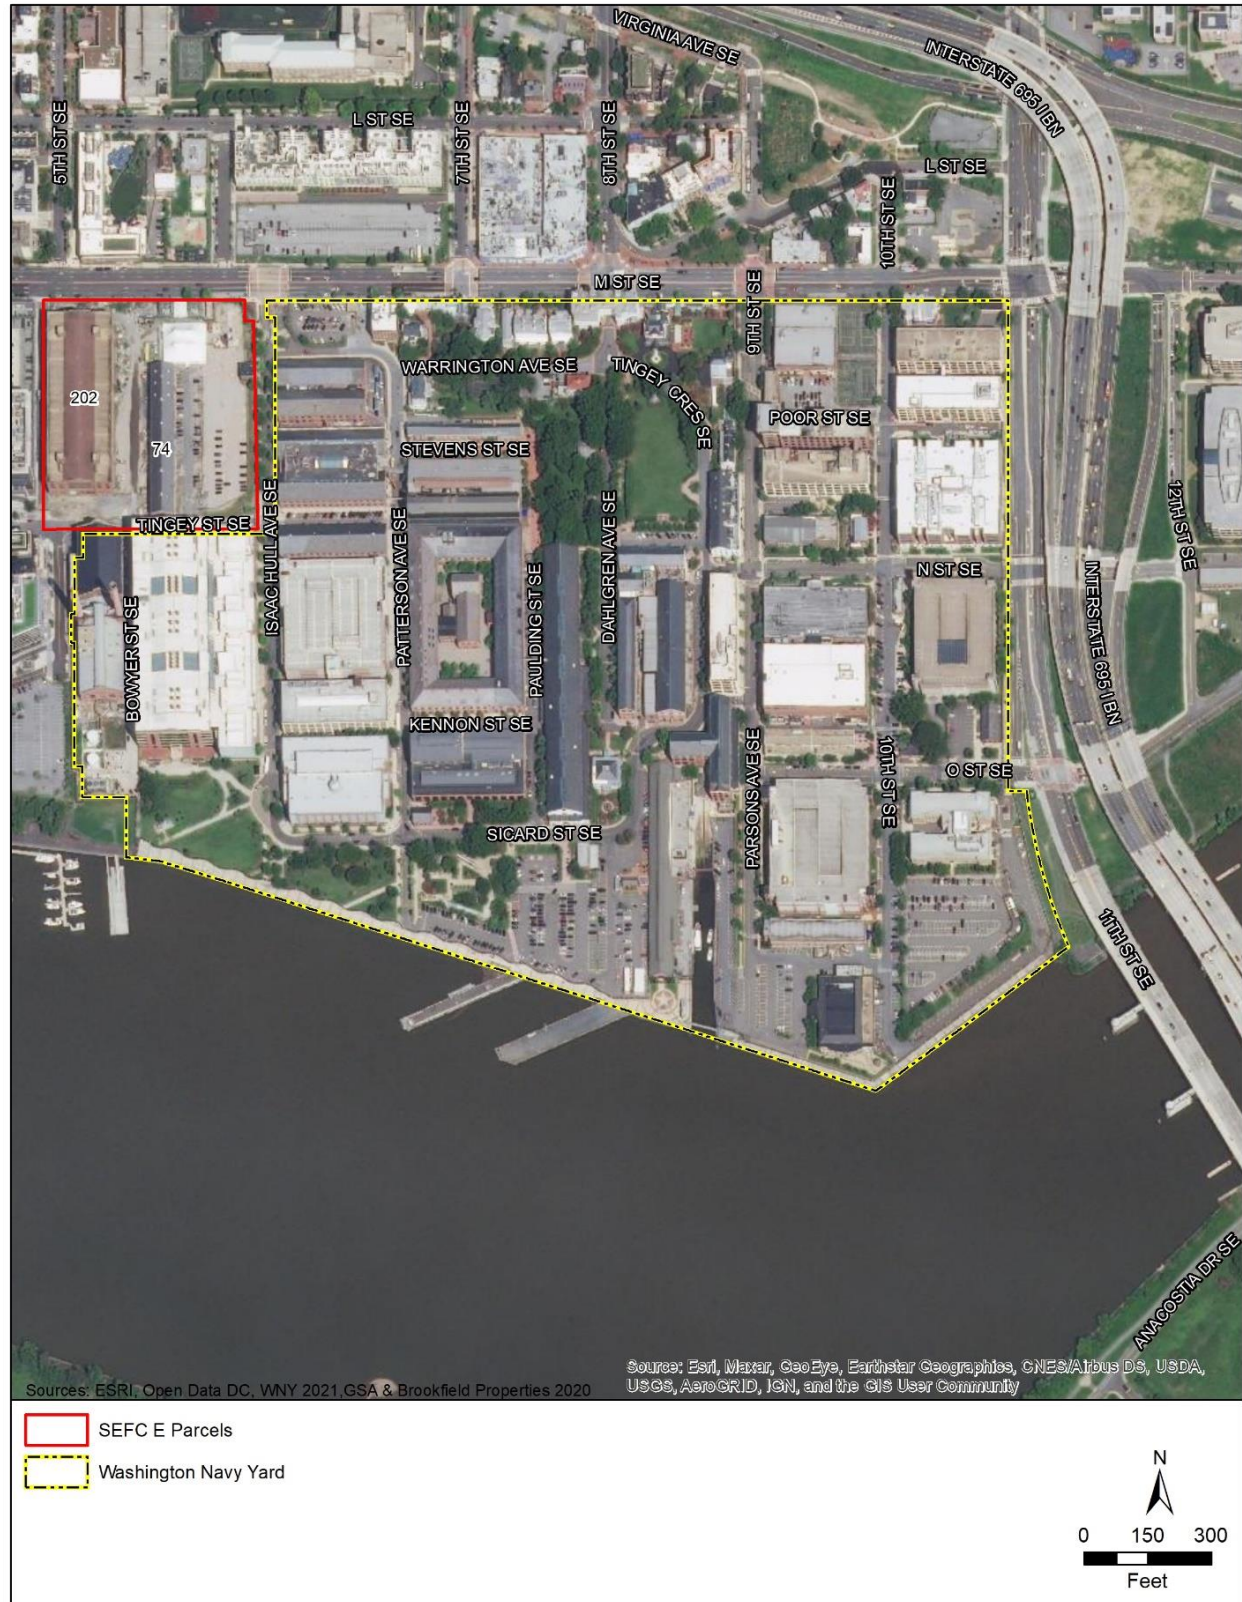 VIRGINIA AVE SE
INTERSTATE 695 I BN
5TH ST SE
L ST SE
7TH ST SE
8TH ST SE
L ST SE
10TH ST SE
M ST SE
9TH ST SE
202
74
WARRINGTON AVE SE
TINGEY CRES SE
POOR ST SE
STEVENS ST SE
TINGEY ST SE
ISAAC HULL AVE SE
PATTERSON AVE SE
PAULDING ST SE
DAHLGREN AVE SE
N ST SE
12TH ST SE
INTERSTATE 695 I BN
BOWYER ST SE
KENNON ST SE
PARSONS AVE SE
10TH ST SE
O ST SE
SICARD ST SE
11TH ST SE
ANACOSTIA DR SE
Source: Esri, Maxar, GeoEye, Earthstar Geographics, CNES/Airbus DS, USDA,
USGS, AeroGRID, IGN, and the GIS User Community
Sources: ESRI, Open Data DC, WNY 2021,GSA & Brookfield Properties 2020
SEFC E Parcels
Washington Navy Yard
N
0 150 300
Feet